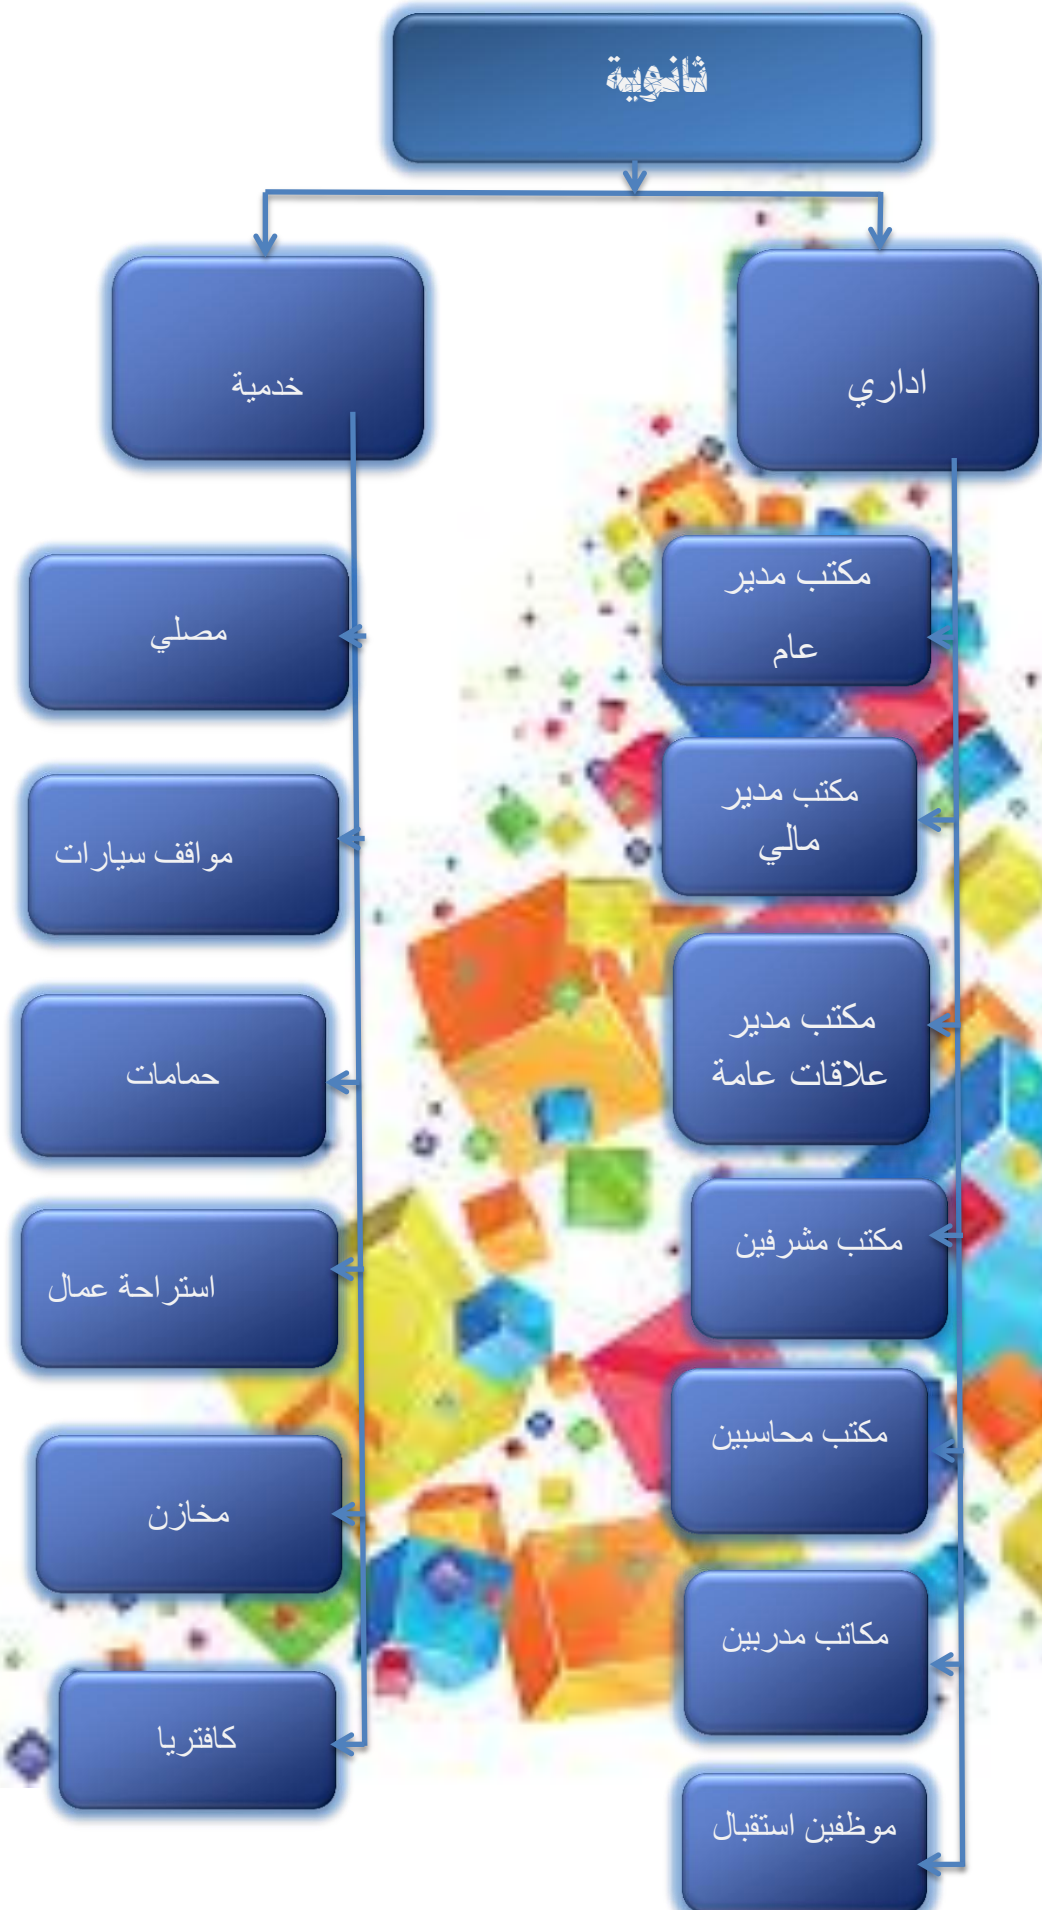 ثانوية
اداري
خدمية
مكتب مدير
عام
مكتب مدير
مالي
مكتب مدير
علاقات عامة
مكتب مشرفين
مكتب محاسبين
مكاتب مدربين
موظفين استقبال
مصلي
مواقف سيارات
حمامات
استراحة عمال
مخازن
كافتريا